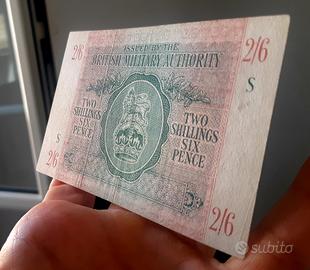 2/6
ISSUED BY THE
2/6
BRITISH MILITARY AUTHORITY
S
TWO
SHILLINGS
SIX
PENCE
TWO
SHILLINGS
SIX
PENCE
S
2/6
2/6
subito